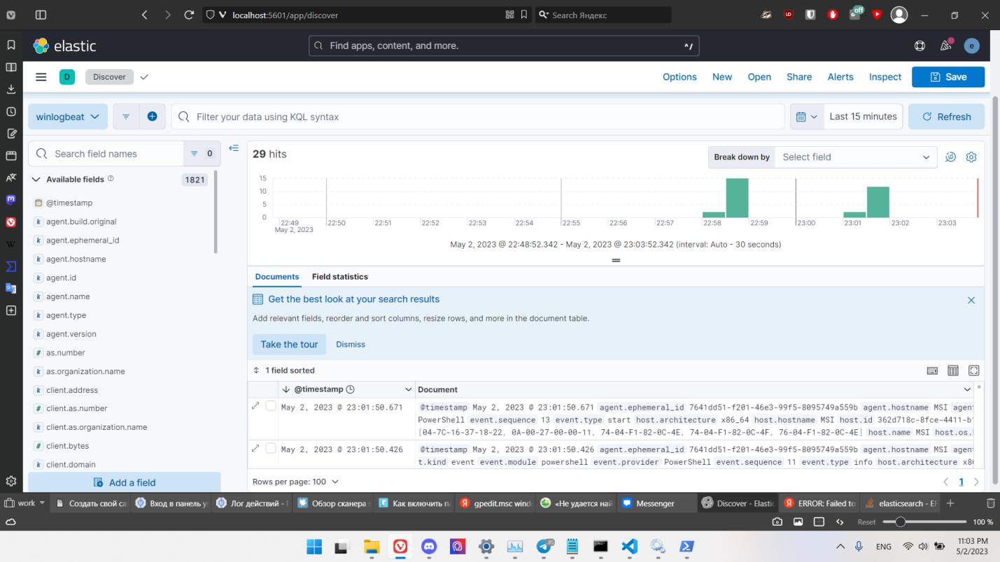 localhost:5601/app/discover
Search Яндекс
off
elastic
Find apps, content, and more.
^/
e
D
Discover
Options
New
Open
Share
Alerts
Inspect
Save
winlogbeat
Filter your data using KQL syntax
Last 15 minutes
Refresh
Search field names
0
29 hits
Break down by
Select field
Available fields
1821
@timestamp
agent.build.original
agent.ephemeral_id
agent.hostname
agent.id
agent.name
agent.type
agent.version
as.number
as.organization.name
client.address
client.as.number
client.as.organization.name
client.bytes
client.domain
Add a field
15
10
5
0
22:49
22:50
22:51
22:52
22:53
22:54
22:55
22:56
22:57
22:58
22:59
23:00
23:01
23:02
23:03
May 2, 2023
May 2, 2023 @ 22:48:52.342 - May 2, 2023 @ 23:03:52.342 (interval: Auto - 30 seconds)
Documents
Field statistics
Get the best look at your search results
Add relevant fields, reorder and sort columns, resize rows, and more in the document table.
Take the tour
Dismiss
1 field sorted
@timestamp
Document
May 2, 2023 @ 23:01:50.671
@timestamp May 2, 2023 @ 23:01:50.671 agent.ephemeral_id 7641dd51-f201-46e3-99f5-8095749a559b agent.hostname MSI agen
PowerShell event.sequence 13 event.type start host.architecture x86_64 host.hostname MSI host.id 362d718c-8fce-4411-b
[04-7C-16-37-18-22, 0A-00-27-00-00-11, 74-04-F1-82-0C-4E, 74-04-F1-82-0C-4F, 76-04-F1-82-0C-4E] host.name MSI host.os.
May 2, 2023 @ 23:01:50.426
@timestamp May 2, 2023 @ 23:01:50.426 agent.ephemeral_id 7641dd51-f201-46e3-99f5-8095749a559b agent.hostname MSI agen
t.kind event event.module powershell event.provider PowerShell event.sequence 11 event.type info host.architecture x8
Rows per page: 100
1
work
Создать свой са
Вход в панель у
Лог действий -
Обзор сканера
Как включить п
gpedit.msc wind
«Не удается най
Messenger
Discover - Elastic
ERROR: Failed to
elasticsearch - E
Reset
100 %
85
ENG
11:03 PM
5/2/2023